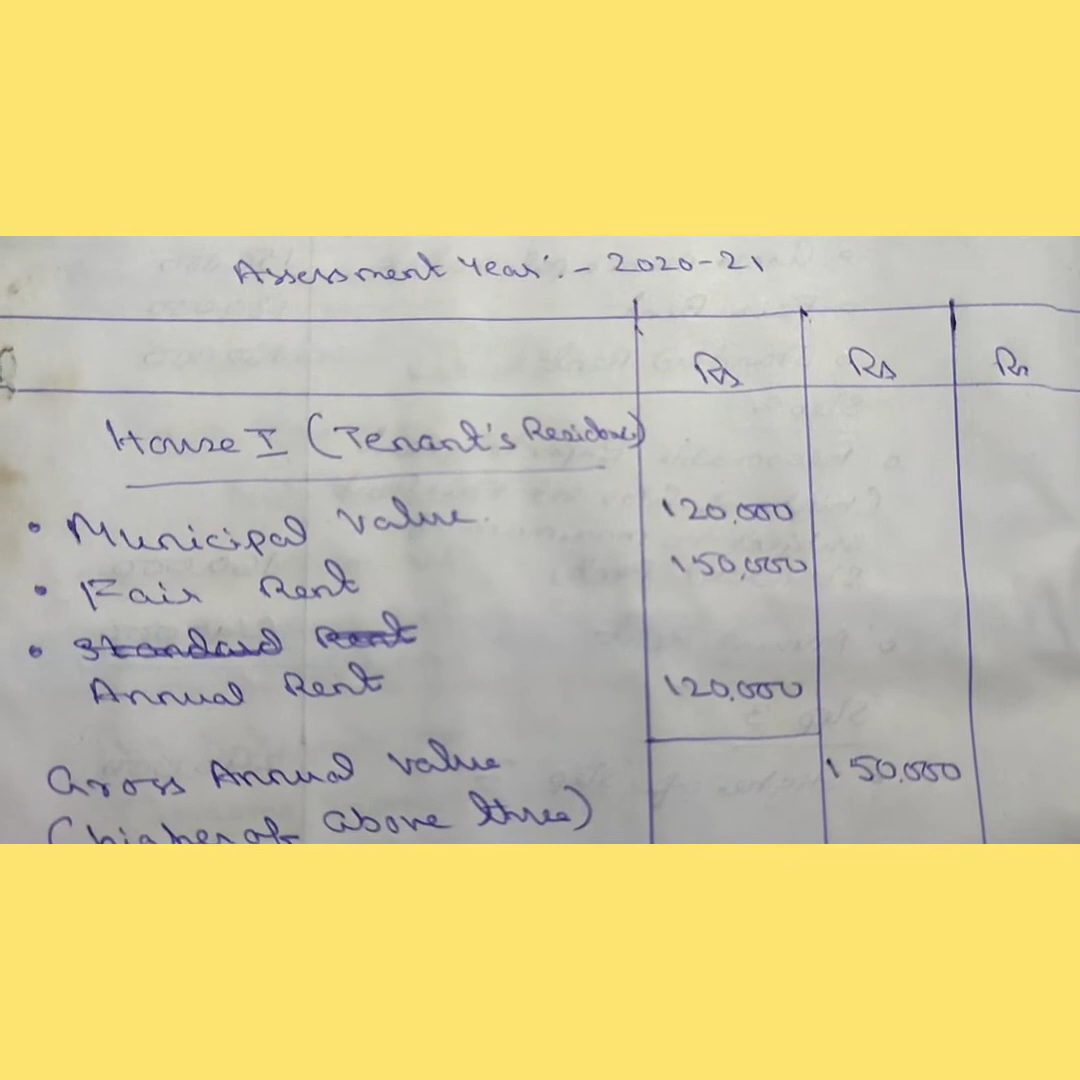 Assessment Year:- 2020-21
Rs Rs Rs
House I (Tenant's Residence)
• Municipal Value 120,000
• Fair Rent 150,000
• Standard Rent
Annual Rent 120,000
Gross Annual Value 150,000
(higher of above three)